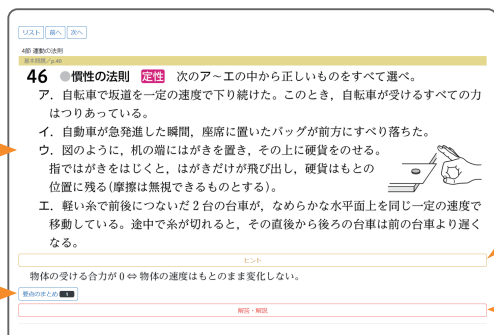 リスト 前へ 次へ
4節 運動の法則
基本問題／p.40
46 ●慣性の法則 定性 次のア～エの中から正しいものをすべて選べ。
ア．自転車で坂道を一定の速度で下り続けた。このとき，自転車が受けるすべての力
はつりあっている。
イ．自動車が急発進した瞬間，座席に置いたバッグが前方にすべり落ちた。
ウ．図のように，机の端にはがきを置き，その上に硬貨をのせる。
指ではがきをはじくと，はがきだけが飛び出し，硬貨はもとの
位置に残る(摩擦は無視できるものとする)。
エ．軽い糸で前後につないだ2台の台車が，なめらかな水平面上を同じ一定の速度で
移動している。途中で糸が切れると，その直後から後ろの台車は前の台車より遅く
なる。
ヒント
物体の受ける合力が0⇔物体の速度はもとのまま変化しない。
要点のまとめ 1
解答・解説